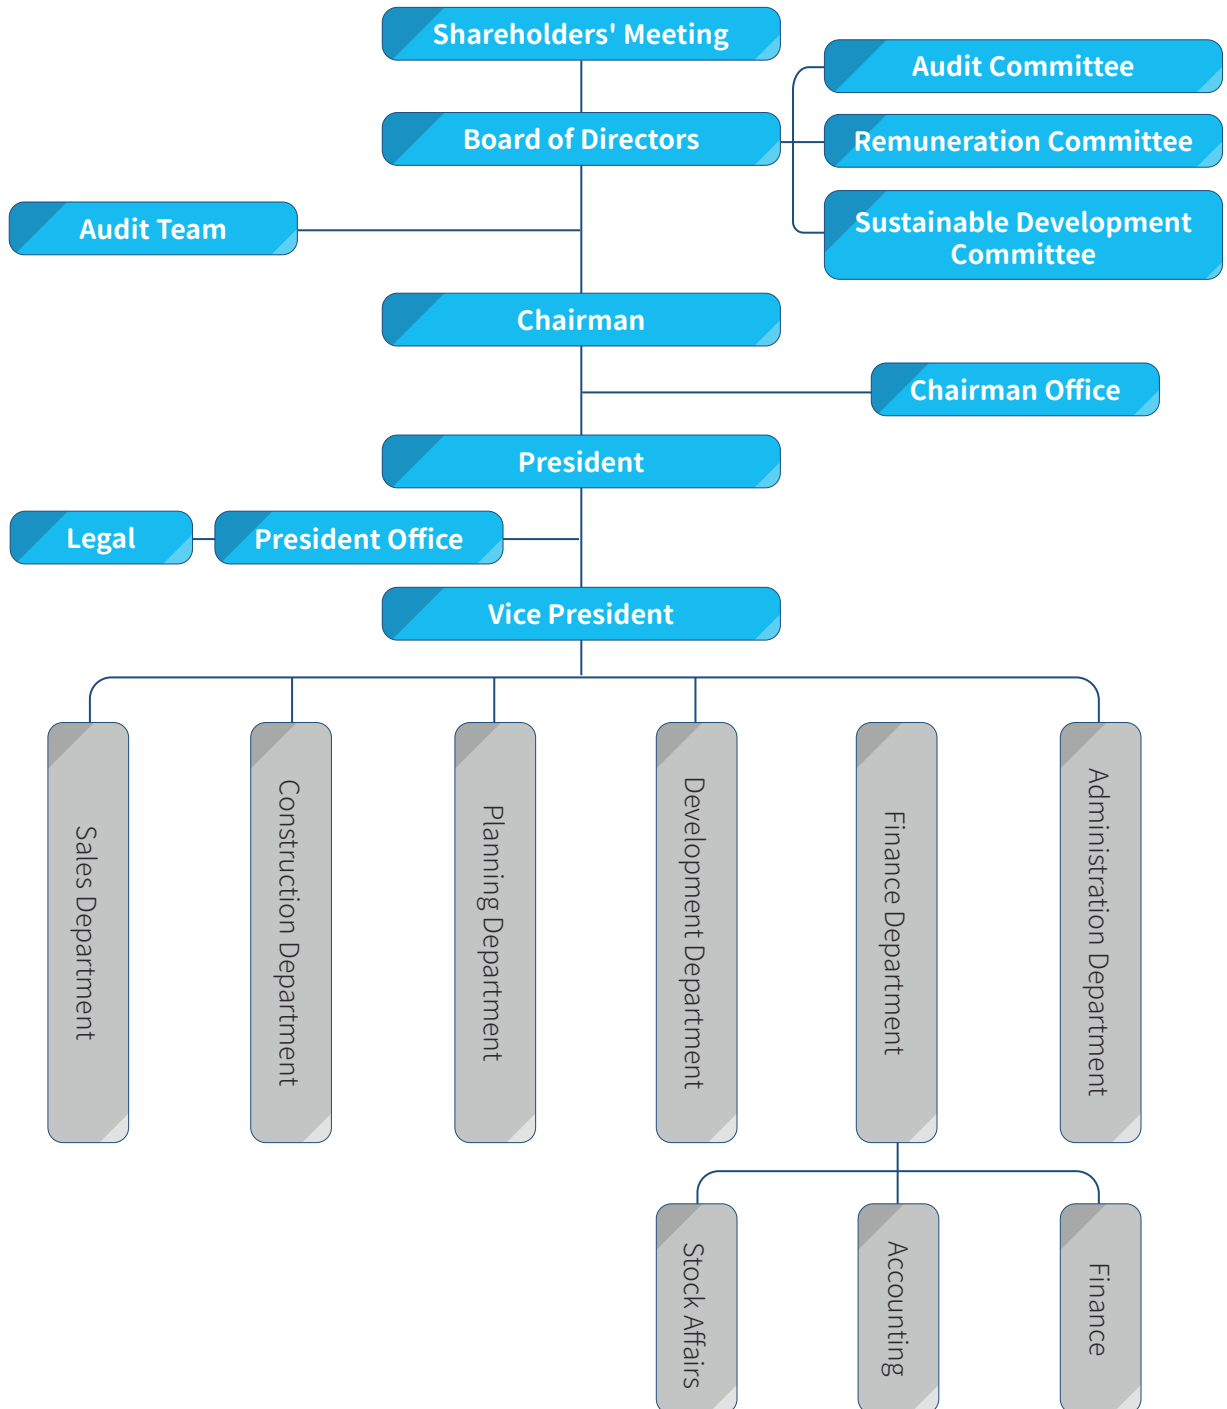 Shareholders' Meeting
Audit Committee
Board of Directors
Remuneration Committee
Sustainable Development
Committee
Audit Team
Chairman
Chairman Office
President
Legal
President Office
Vice President
Sales Department
Construction Department
Planning Department
Development Department
Finance Department
Administration Department
Stock Affairs
Accounting
Finance